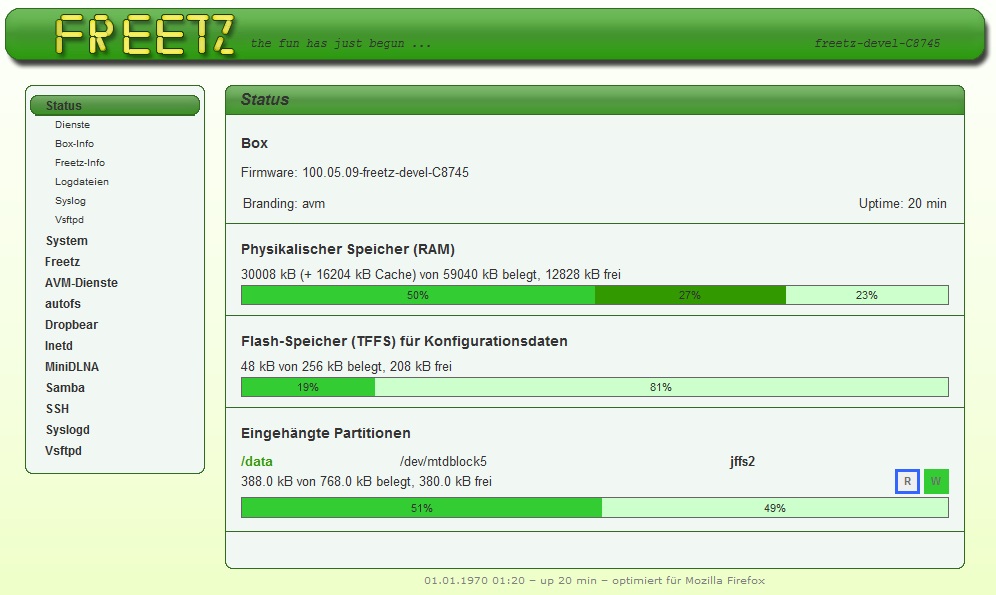 FREETZ the fun has just begun ... freetz-devel-C8745
Status
Dienste
Box-Info
Freetz-Info
Logdateien
Syslog
Vsftpd
System
Freetz
AVM-Dienste
autofs
Dropbear
Inetd
MiniDLNA
Samba
SSH
Syslogd
Vsftpd
Status
Box
Firmware: 100.05.09-freetz-devel-C8745
Branding: avm Uptime: 20 min
Physikalischer Speicher (RAM)
30008 kB (+ 16204 kB Cache) von 59040 kB belegt, 12828 kB frei
50% 27% 23%
Flash-Speicher (TFFS) für Konfigurationsdaten
48 kB von 256 kB belegt, 208 kB frei
19% 81%
Eingehängte Partitionen
/data /dev/mtdblock5 jffs2
388.0 kB von 768.0 kB belegt, 380.0 kB frei R W
51% 49%
01.01.1970 01:20 – up 20 min – optimiert für Mozilla Firefox